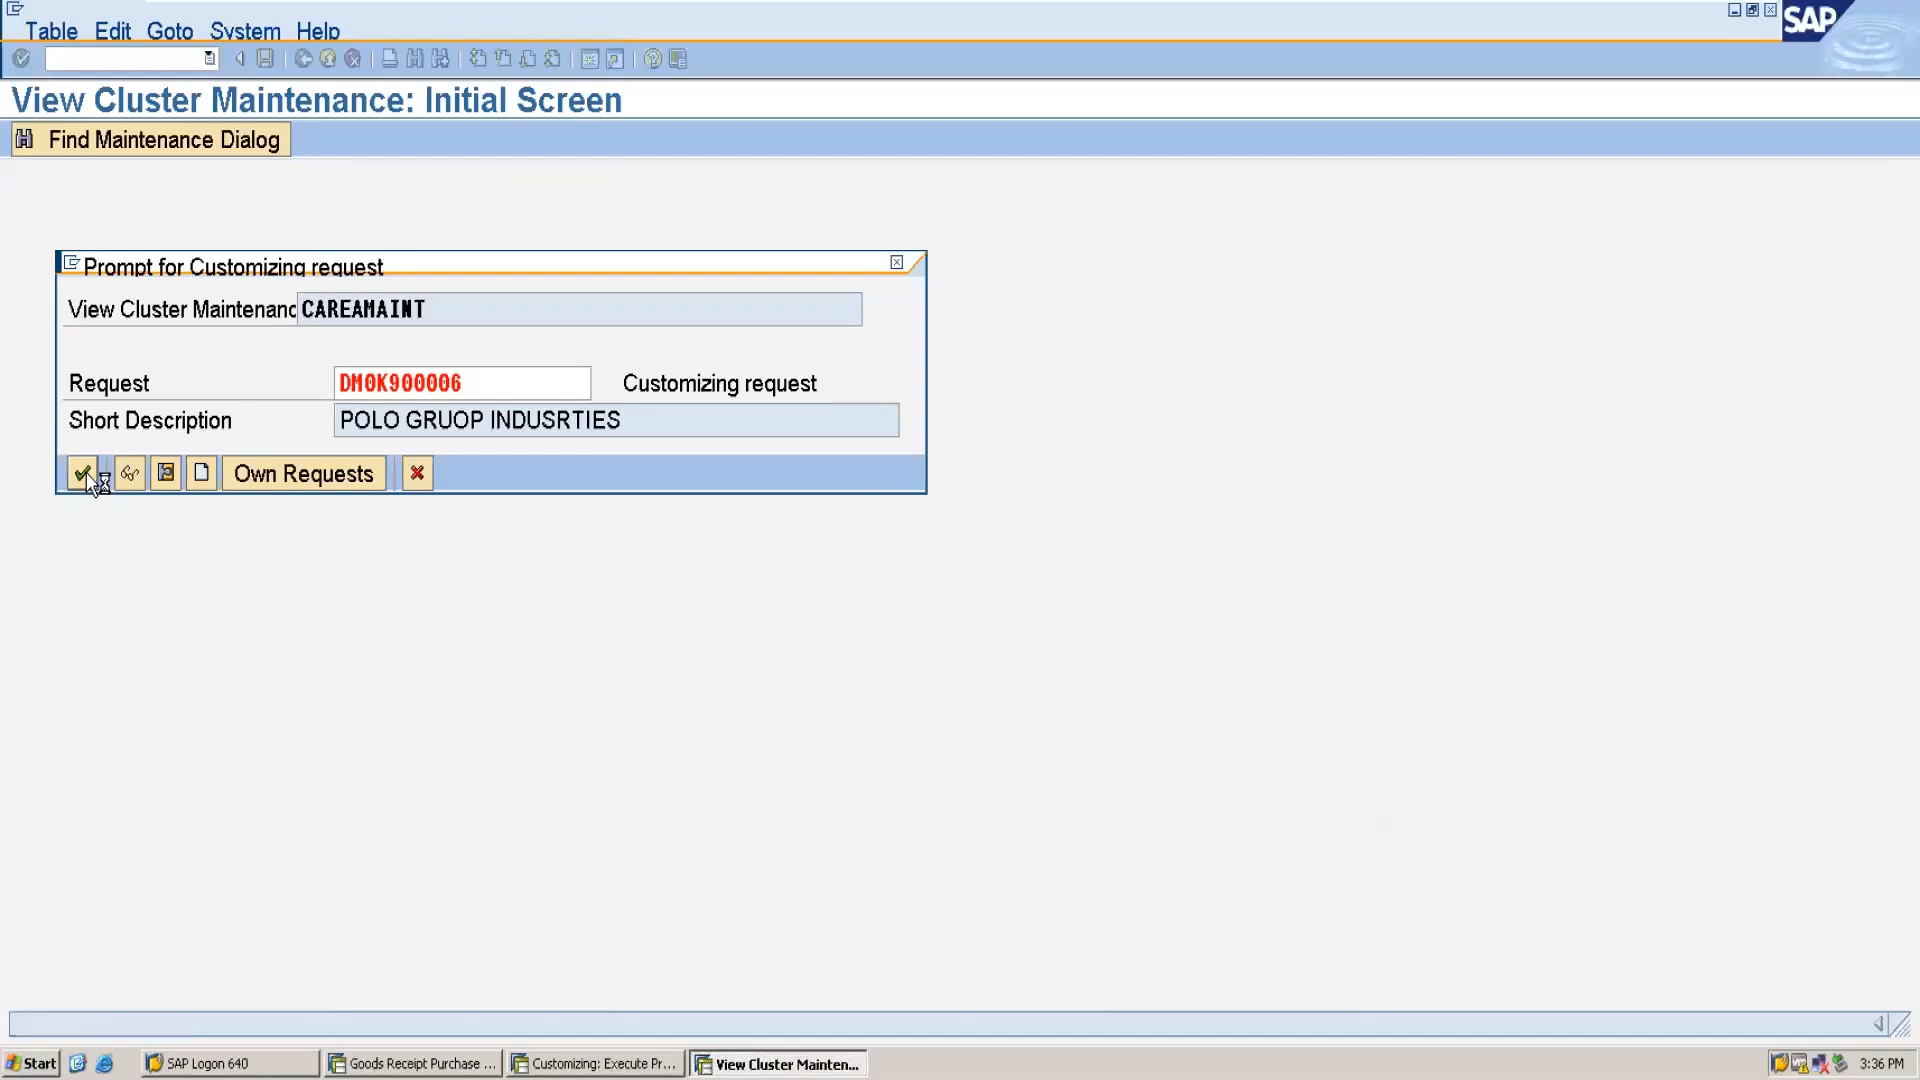 Table Edit Goto System Help
SAP
View Cluster Maintenance: Initial Screen
Find Maintenance Dialog
Prompt for Customizing request
View Cluster Maintenanc CAREAMAINT
Request DM0K900006 Customizing request
Short Description POLO GRUOP INDUSRTIES
Own Requests
Start SAP Logon 640 Goods Receipt Purchase ... Customizing: Execute Pr... View Cluster Mainten... 3:36 PM